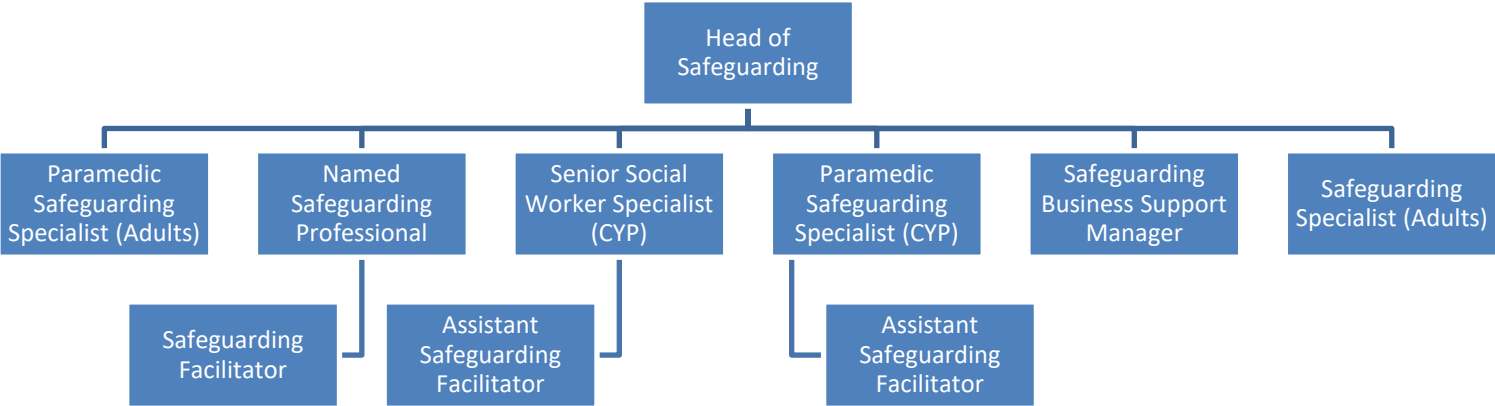 Head of
Safeguarding
Paramedic
Safeguarding
Specialist (Adults)
Named
Safeguarding
Professional
Senior Social
Worker Specialist
(CYP)
Paramedic
Safeguarding
Specialist (CYP)
Safeguarding
Business Support
Manager
Safeguarding
Specialist (Adults)
Safeguarding
Facilitator
Assistant
Safeguarding
Facilitator
Assistant
Safeguarding
Facilitator